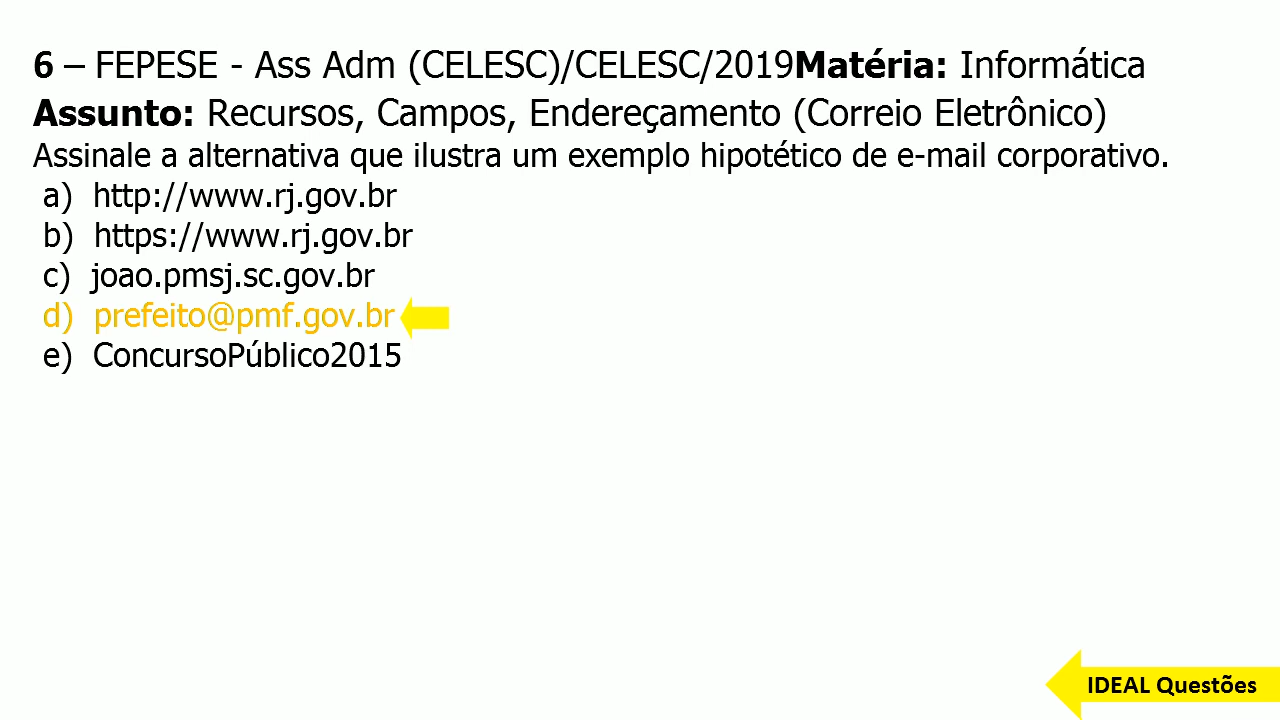 6 – FEPESE - Ass Adm (CELESC)/CELESC/2019Matéria: Informática
Assunto: Recursos, Campos, Endereçamento (Correio Eletrônico)
Assinale a alternativa que ilustra um exemplo hipotético de e-mail corporativo.
a) http://www.rj.gov.br
b) https://www.rj.gov.br
c) joao.pmsj.sc.gov.br
d) prefeito@pmf.gov.br
e) ConcursoPúblico2015
IDEAL Questões